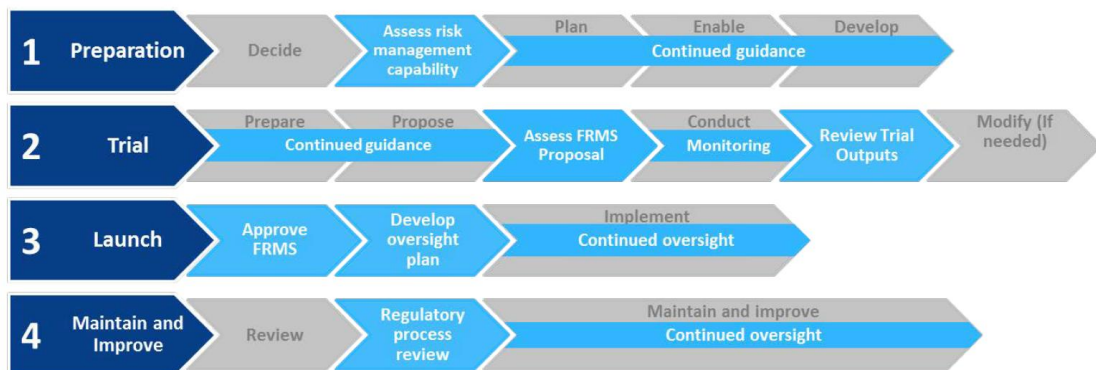 1 Preparation
Decide
Assess risk
management
capability
Plan
Enable
Develop
Continued guidance
2 Trial
Prepare
Propose
Continued guidance
Assess FRMS
Proposal
Conduct
Monitoring
Review Trial
Outputs
Modify (If
needed)
3 Launch
Approve
FRMS
Develop
oversight
plan
Implement
Continued oversight
4 Maintain and
Improve
Review
Regulatory
process
review
Maintain and improve
Continued oversight